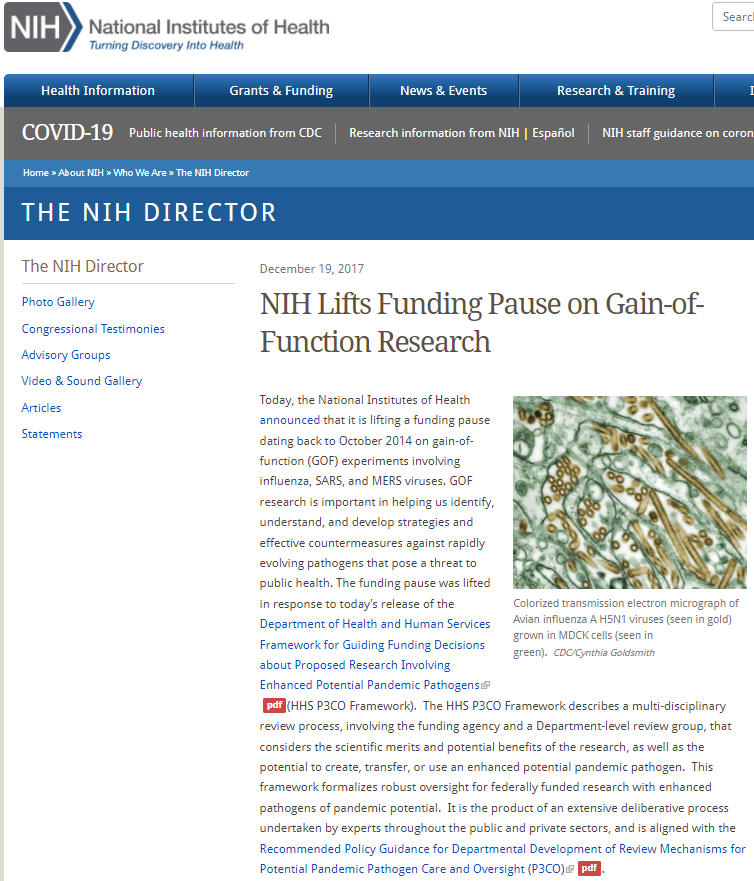 NIH National Institutes of Health
Turning Discovery Into Health
Health Information Grants & Funding News & Events Research & Training
COVID-19 Public health information from CDC Research information from NIH | Español NIH staff guidance on coron
Home » About NIH » Who We Are » The NIH Director
THE NIH DIRECTOR
The NIH Director
Photo Gallery
Congressional Testimonies
Advisory Groups
Video & Sound Gallery
Articles
Statements
December 19, 2017
NIH Lifts Funding Pause on Gain-of-
Function Research
Today, the National Institutes of Health
announced that it is lifting a funding pause
dating back to October 2014 on gain-of-
function (GOF) experiments involving
influenza, SARS, and MERS viruses. GOF
research is important in helping us identify,
understand, and develop strategies and
effective countermeasures against rapidly
evolving pathogens that pose a threat to
public health. The funding pause was lifted
in response to today's release of the
Department of Health and Human Services
Framework for Guiding Funding Decisions
about Proposed Research Involving
Enhanced Potential Pandemic Pathogens
pdf (HHS P3CO Framework). The HHS P3CO Framework describes a multi-disciplinary
review process, involving the funding agency and a Department-level review group, that
considers the scientific merits and potential benefits of the research, as well as the
potential to create, transfer, or use an enhanced potential pandemic pathogen. This
framework formalizes robust oversight for federally funded research with enhanced
pathogens of pandemic potential. It is the product of an extensive deliberative process
undertaken by experts throughout the public and private sectors, and is aligned with the
Recommended Policy Guidance for Departmental Development of Review Mechanisms for
Potential Pandemic Pathogen Care and Oversight (P3CO) pdf .
Colorized transmission electron micrograph of
Avian influenza A H5N1 viruses (seen in gold)
grown in MDCK cells (seen in
green). CDC/Cynthia Goldsmith